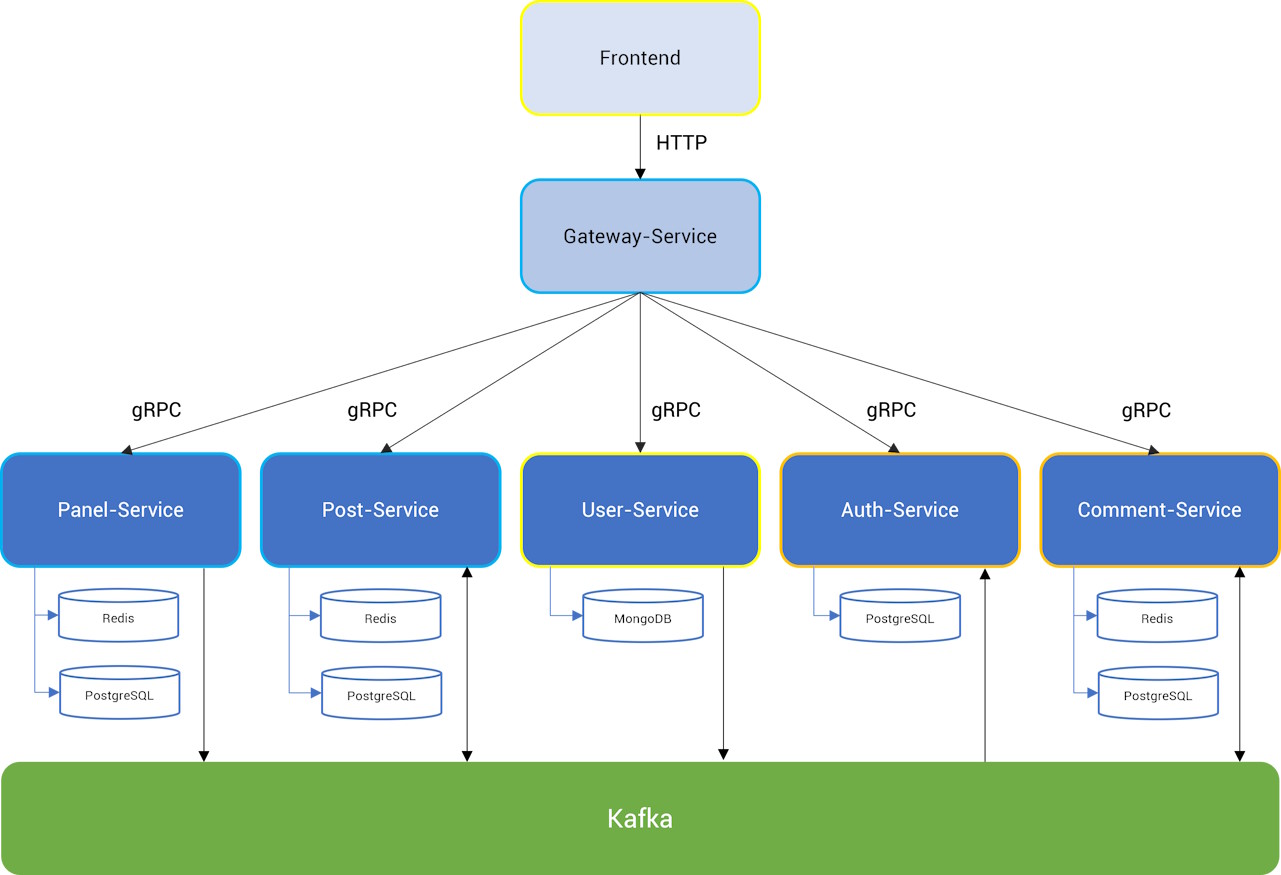 Frontend
HTTP
Gateway-Service
gRPC
gRPC
gRPC
gRPC
gRPC
Panel-Service
Post-Service
User-Service
Auth-Service
Comment-Service
Redis
Redis
MongoDB
PostgreSQL
Redis
PostgreSQL
PostgreSQL
PostgreSQL
Kafka